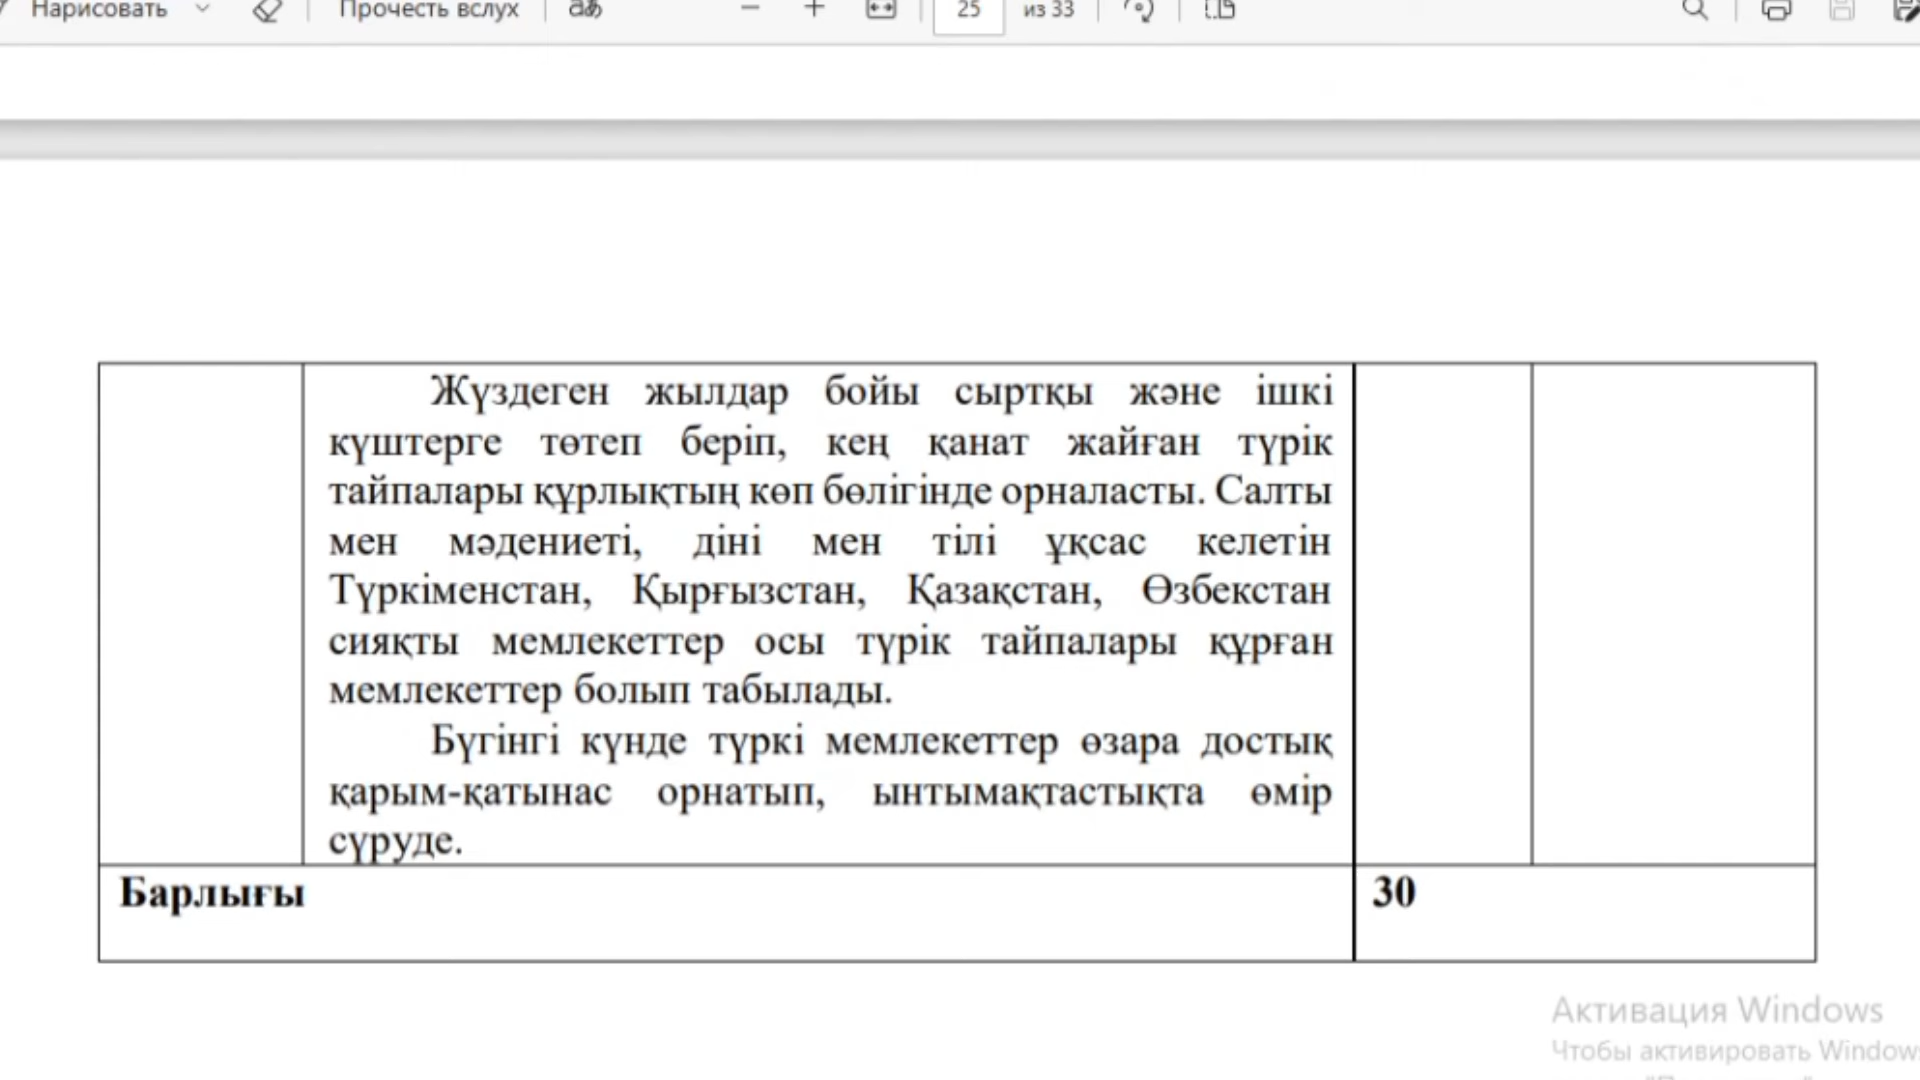 Нарисовать Прочесть вслух аあ 25 из 33
Жүздеген жылдар бойы сыртқы және ішкі
күштерге төтеп беріп, кең қанат жайған түрік
тайпалары құрлықтың көп бөлігінде орналасты. Салты
мен мәдениеті, діні мен тілі ұқсас келетін
Түркіменстан, Қырғызстан, Қазақстан, Өзбекстан
сияқты мемлекеттер осы түрік тайпалары құрған
мемлекеттер болып табылады.
Бүгінгі күнде түркі мемлекеттер өзара достық
қарым-қатынас орнатып, ынтымақтастықта өмір
сүруде.
Барлығы 30
Активация Windows
Чтобы активировать Windows